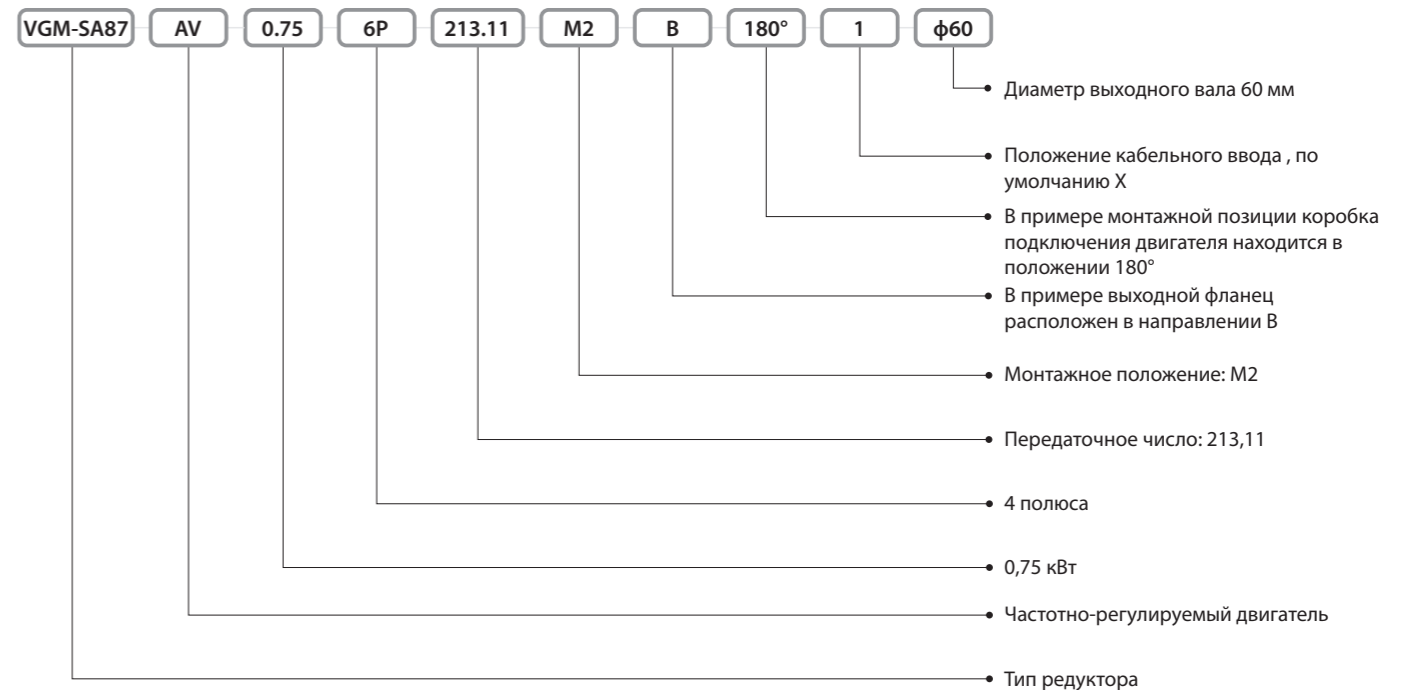 VGM-SA87 AV 0.75 6P 213.11 M2 B 180° 1 ф60
Диаметр выходного вала 60 мм
Положение кабельного ввода , по
умолчанию X
В примере монтажной позиции коробка
подключения двигателя находится в
положении 180°
В примере выходной фланец
расположен в направлении B
Монтажное положение: M2
Передаточное число: 213,11
4 полюса
0,75 кВт
Частотно-регулируемый двигатель
Тип редуктора